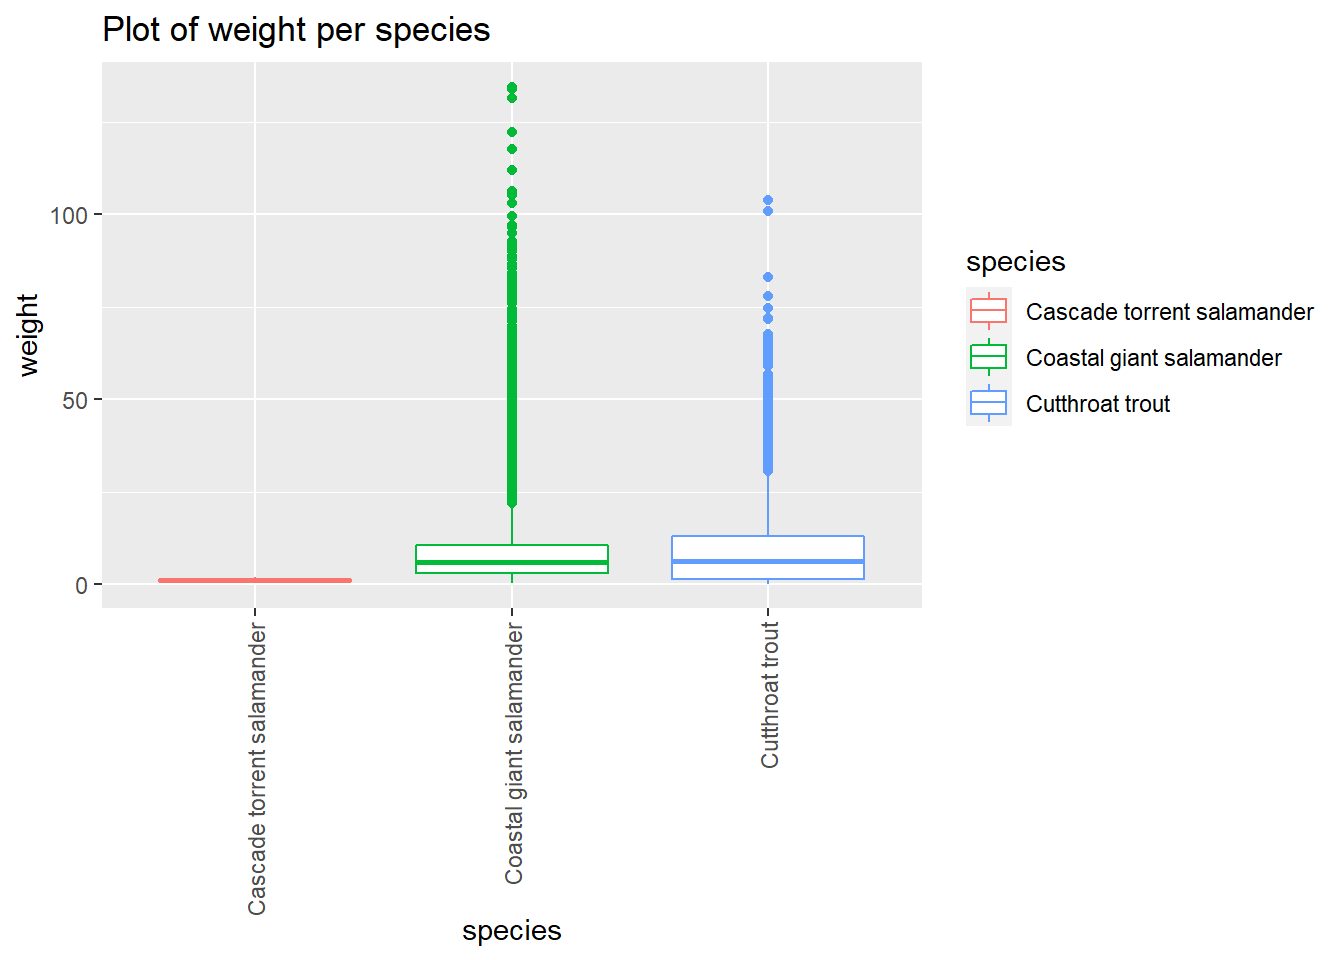 Plot of weight per species
weight
100
50
0
Cascade torrent salamander
Coastal giant salamander
Cutthroat trout
species
species
Cascade torrent salamander
Coastal giant salamander
Cutthroat trout